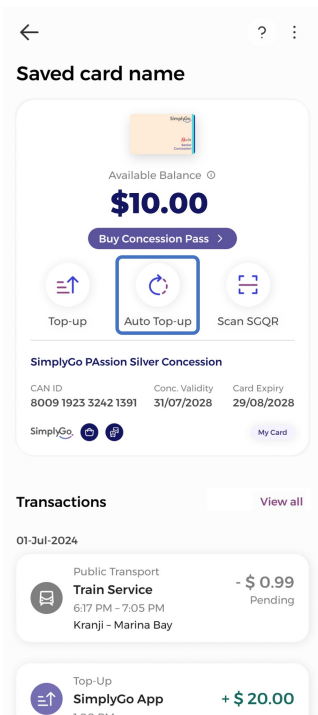 ?
Saved card name
SimplyGo
Available Balance
$10.00
Buy Concession Pass >
Top-up
Auto Top-up
Scan SGQR
SimplyGo PAssion Silver Concession
CAN ID
Conc. Validity
Card Expiry
8009 1923 3242 1391
31/07/2028
29/08/2028
SimplyGo
My Card
Transactions
View all
01-Jul-2024
Public Transport
Train Service
- $ 0.99
6:17 PM – 7:05 PM
Pending
Kranji – Marina Bay
Top-Up
SimplyGo App
+ $ 20.00